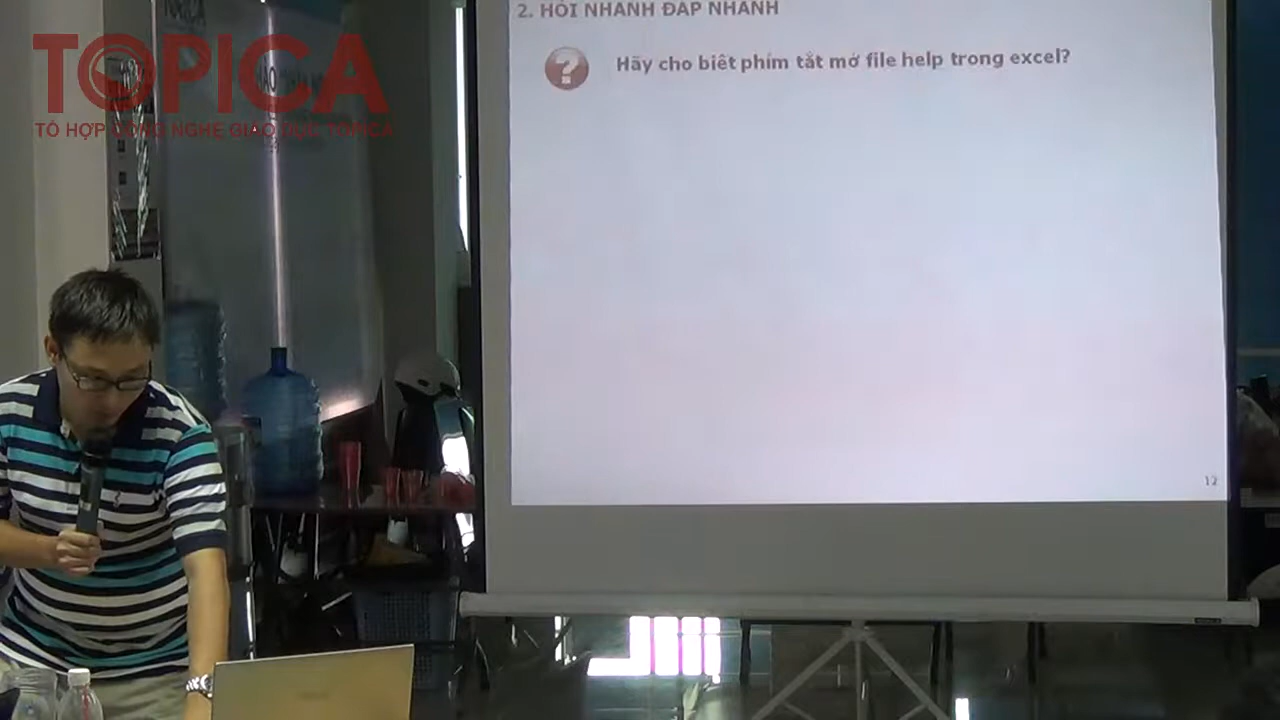 TOPICA
TỔ HỢP CÔNG NGHỆ GIÁO DỤC TOPICA
2. HỎI NHANH ĐÁP NHANH
Hãy cho biết phím tắt mở file help trong excel?
12